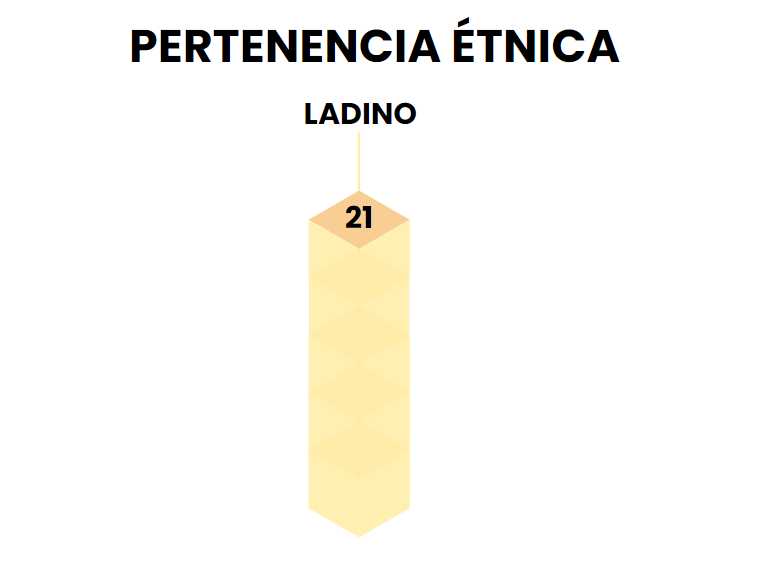 PERTENENCIA ÉTNICA
LADINO
21